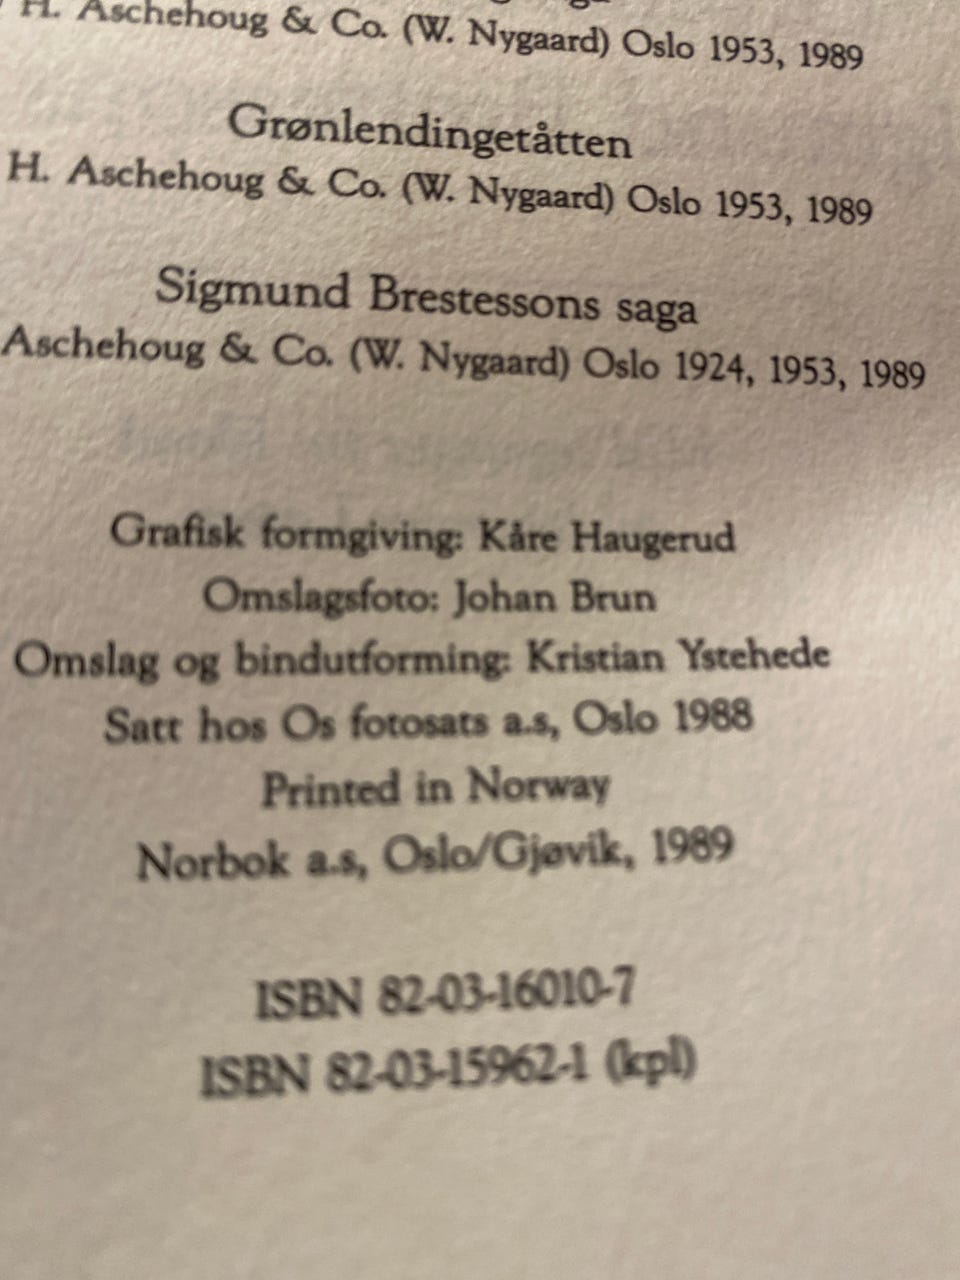 H. Aschehoug & Co. (W. Nygaard) Oslo 1953, 1989
Grønlendingetåtten
H. Aschehoug & Co. (W. Nygaard) Oslo 1953, 1989
Sigmund Brestessons saga
Aschehoug & Co. (W. Nygaard) Oslo 1924, 1953, 1989
Grafisk formgiving: Kåre Haugerud
Omslagsfoto: Johan Brun
Omslag og bindutforming: Kristian Ystehede
Satt hos Os fotosats a.s, Oslo 1988
Printed in Norway
Norbok a.s, Oslo/Gjøvik, 1989
ISBN 82-03-16010-7
ISBN 82-03-15962-1 (kpl)